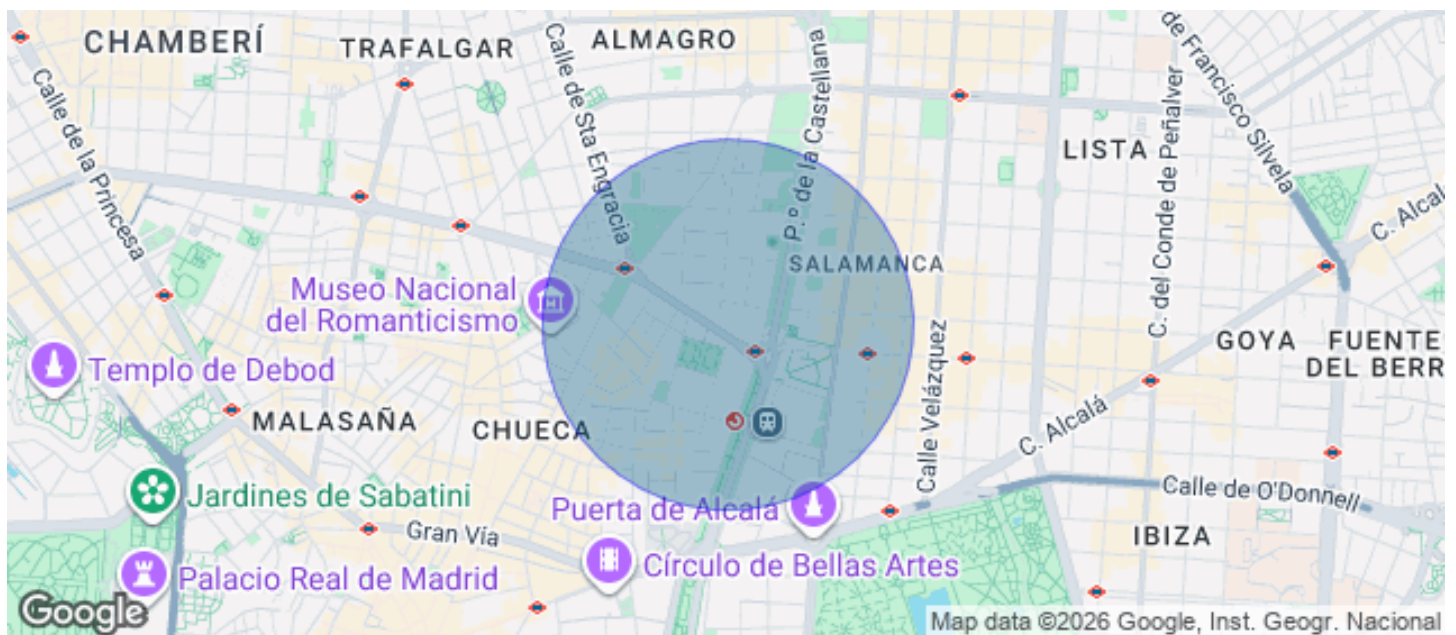 CHAMBERÍ
TRAFALGAR
ALMAGRO
Calle de Sta Engracia
P.º de la Castellana
de Francisco Silvela
Calle de la Princesa
LISTA
C. del Conde de Peñalver
C. Alcal
SALAMANCA
Museo Nacional
del Romanticismo
Templo de Debod
GOYA
FUENTE
DEL BERR
Calle Velázquez
MALASAÑA
CHUECA
C. Alcalá
Jardines de Sabatini
Puerta de Alcalá
Calle de O'Donnell
Gran Vía
IBIZA
Palacio Real de Madrid
Círculo de Bellas Artes
Google
Map data ©2026 Google, Inst. Geogr. Nacional